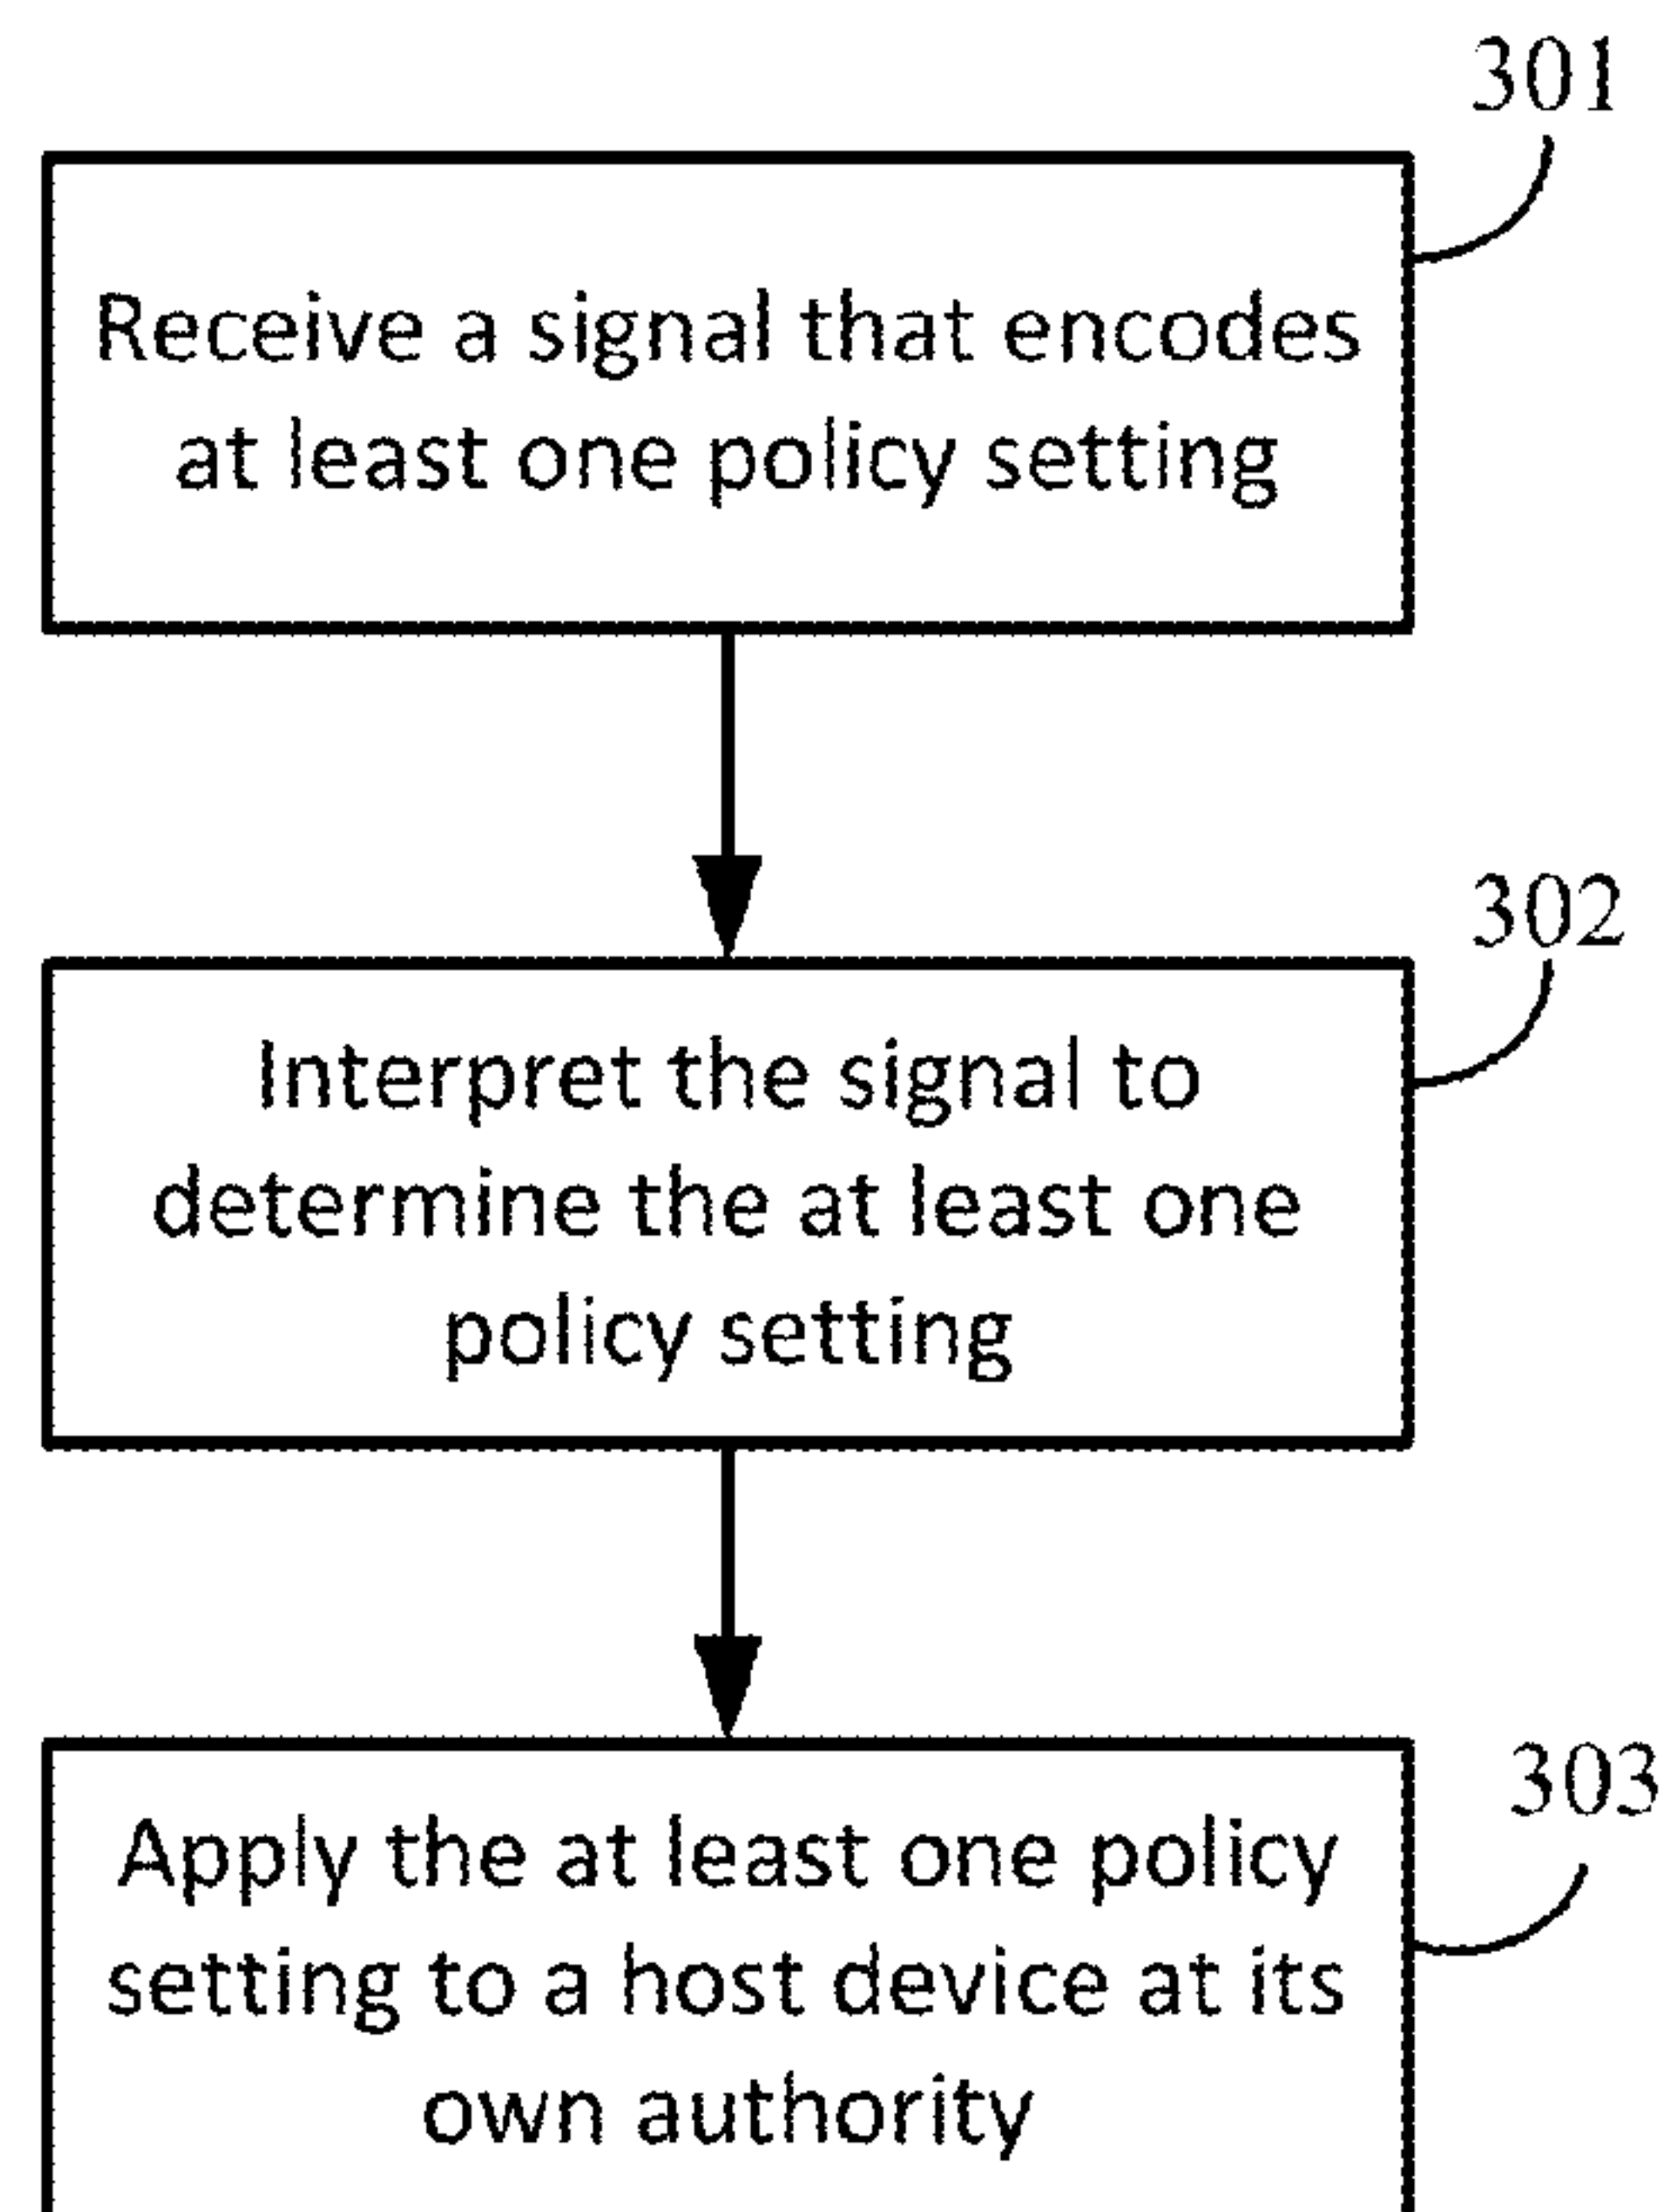 301
Receive a signal that encodes
at least one policy setting
302
Interpret the signal to
determine the at least one
policy setting
303
Apply the at least one policy
setting to a host device at its
own authority